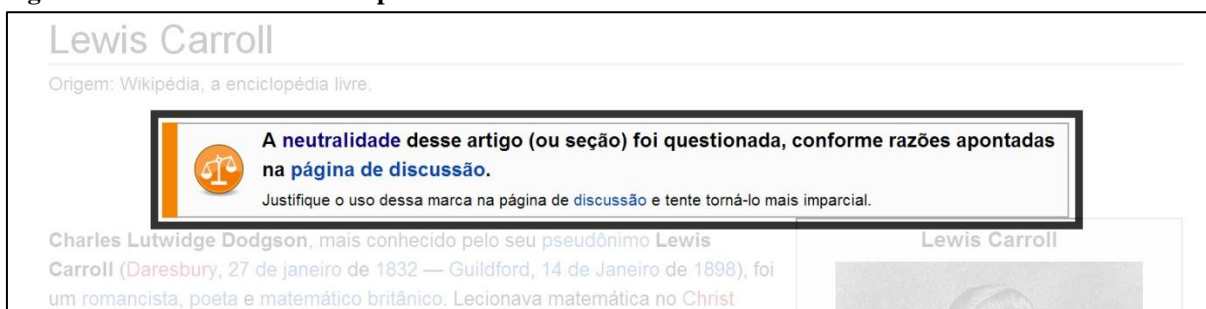 Lewis Carroll
Origem: Wikipédia, a enciclopédia livre.
A neutralidade desse artigo (ou seção) foi questionada, conforme razões apontadas
na página de discussão.
Justifique o uso dessa marca na página de discussão e tente torná-lo mais imparcial.
Charles Lutwidge Dodgson, mais conhecido pelo seu pseudônimo Lewis
Carroll (Daresbury, 27 de janeiro de 1832 — Guildford, 14 de Janeiro de 1898), foi
um romancista, poeta e matemático britânico. Lecionava matemática no Christ
Lewis Carroll